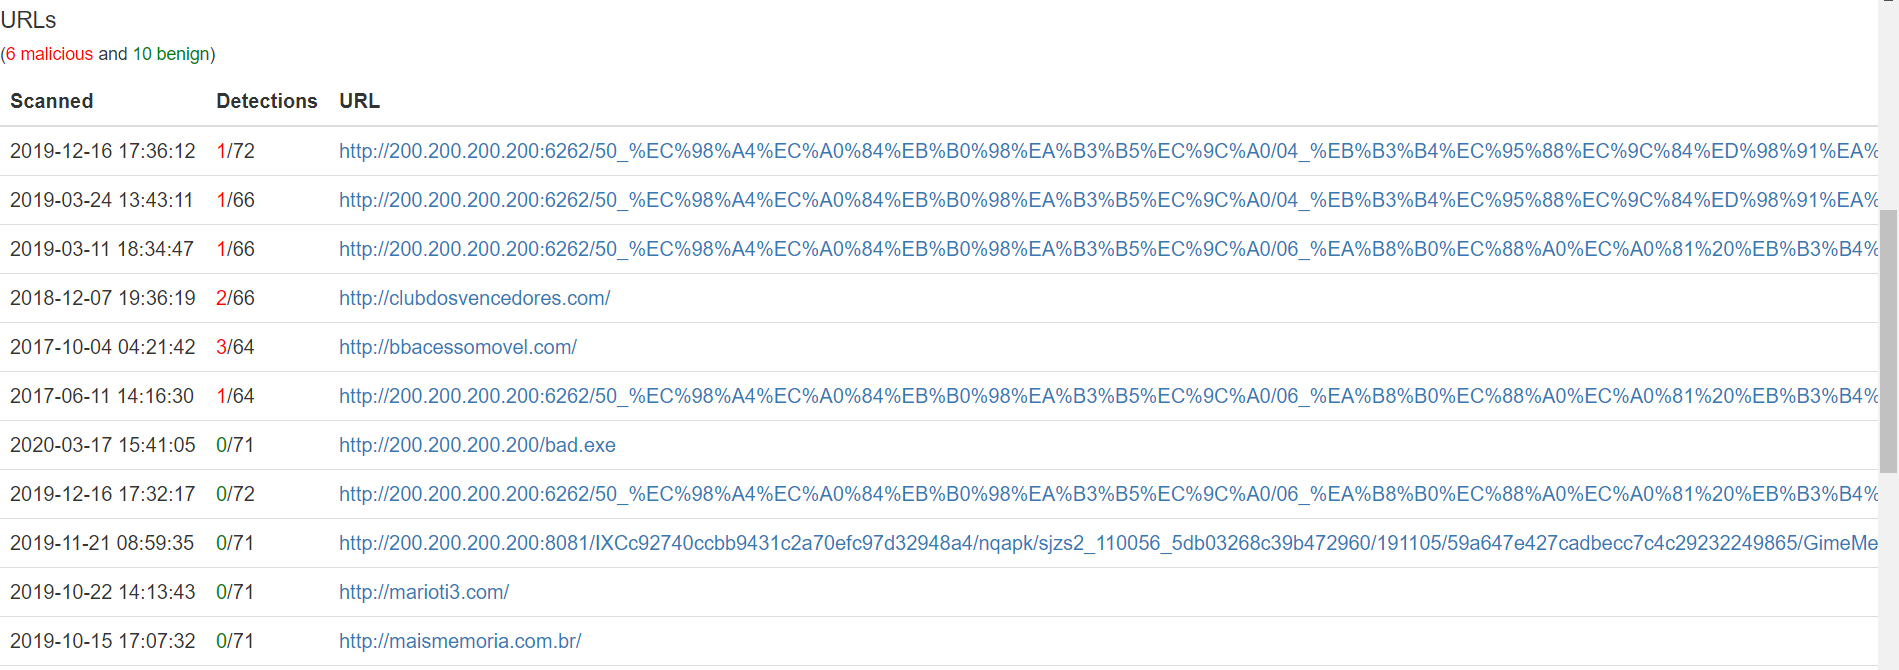 URLs
(6 malicious and 10 benign)
Scanned Detections URL
2019-12-16 17:36:12 1/72 http://200.200.200.200:6262/50_%EC%98%A4%EC%A0%84%EB%B0%98%EA%B3%B5%EC%9C%A0/04_%EB%B3%B4%EC%95%88%EC%9C%84%ED%98%91%EA%
2019-03-24 13:43:11 1/66 http://200.200.200.200:6262/50_%EC%98%A4%EC%A0%84%EB%B0%98%EA%B3%B5%EC%9C%A0/04_%EB%B3%B4%EC%95%88%EC%9C%84%ED%98%91%EA%
2019-03-11 18:34:47 1/66 http://200.200.200.200:6262/50_%EC%98%A4%EC%A0%84%EB%B0%98%EA%B3%B5%EC%9C%A0/06_%EA%B8%B0%EC%88%A0%EC%A0%81%20%EB%B3%B4%
2018-12-07 19:36:19 2/66 http://clubdosvencedores.com/
2017-10-04 04:21:42 3/64 http://bbacessomovel.com/
2017-06-11 14:16:30 1/64 http://200.200.200.200:6262/50_%EC%98%A4%EC%A0%84%EB%B0%98%EA%B3%B5%EC%9C%A0/06_%EA%B8%B0%EC%88%A0%EC%A0%81%20%EB%B3%B4%
2020-03-17 15:41:05 0/71 http://200.200.200.200/bad.exe
2019-12-16 17:32:17 0/72 http://200.200.200.200:6262/50_%EC%98%A4%EC%A0%84%EB%B0%98%EA%B3%B5%EC%9C%A0/06_%EA%B8%B0%EC%88%A0%EC%A0%81%20%EB%B3%B4%
2019-11-21 08:59:35 0/71 http://200.200.200.200:8081/IXCc92740ccbb9431c2a70efc97d32948a4/nqapk/sjzs2_110056_5db03268c39b472960/191105/59a647e427cadbecc7c4c29232249865/GimeMe
2019-10-22 14:13:43 0/71 http://marioti3.com/
2019-10-15 17:07:32 0/71 http://maismemoria.com.br/